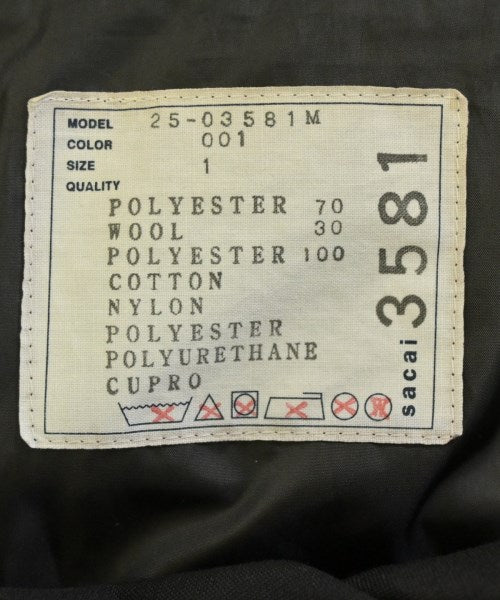 MODEL 25-03581M
COLOR 001
SIZE 1
QUALITY
POLYESTER 70
WOOL 30
POLYESTER 100
COTTON
NYLON
POLYESTER
POLYURETHANE
CUPRO
W
sacai 3581